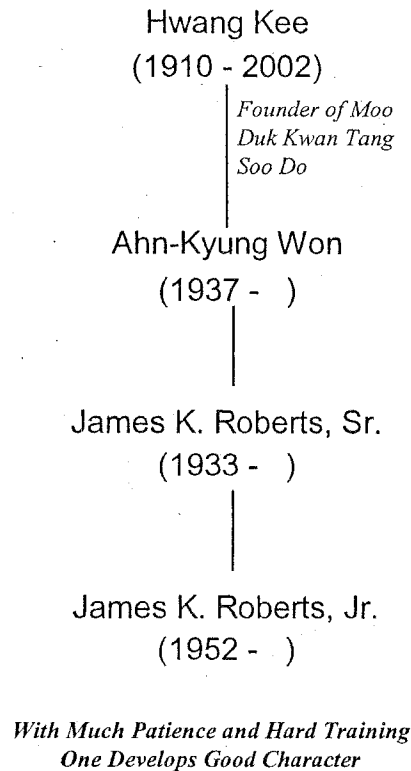 Hwang Kee
(1910 - 2002)
Founder of Moo
Duk Kwan Tang
Soo Do
Ahn-Kyung Won
(1937 -   )
James K. Roberts, Sr.
(1933 -   )
James K. Roberts, Jr.
(1952 -   )
With Much Patience and Hard Training
One Develops Good Character